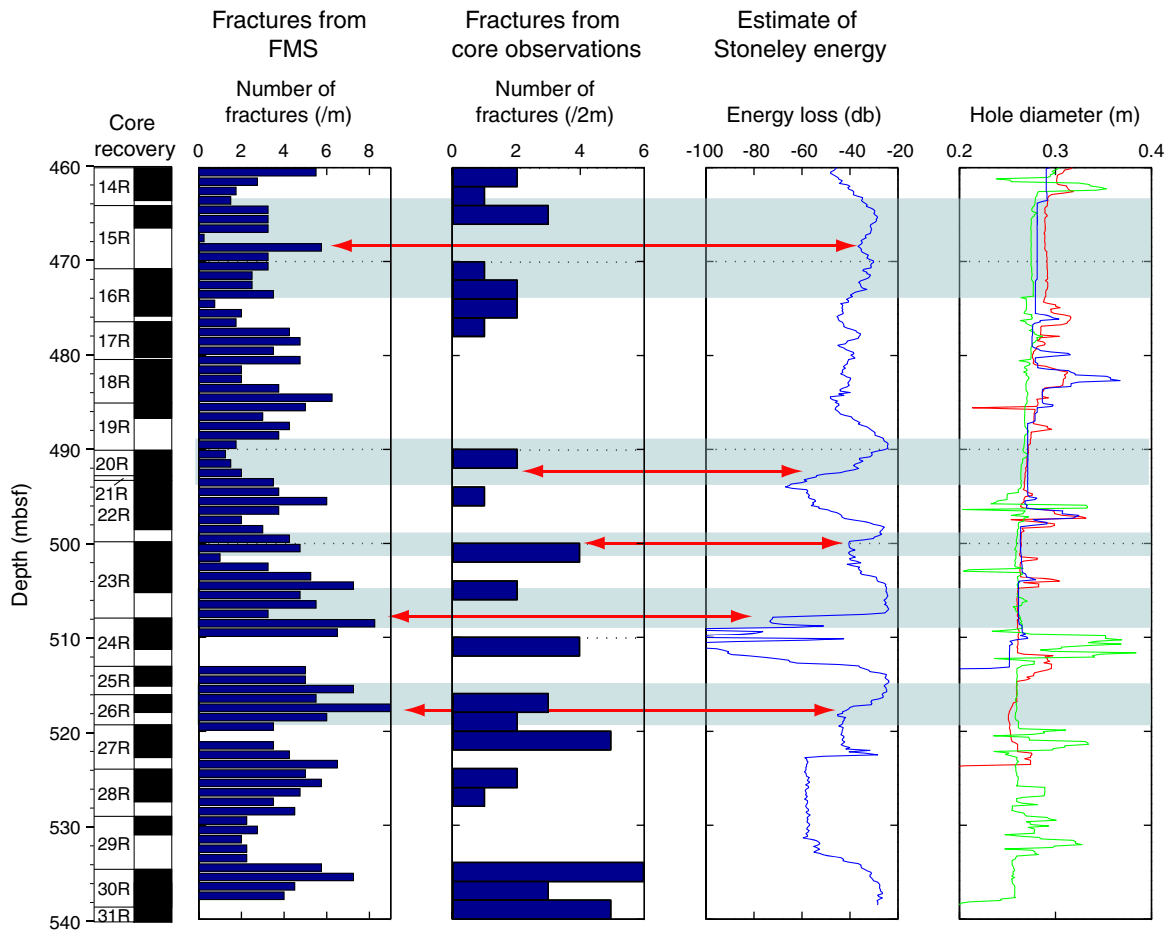 Fractures from
FMS
Number of
fractures (/m)
Fractures from
core observations
Number of
fractures (/2m)
Estimate of
Stoneley energy
Energy loss (db)
Hole diameter (m)
Core
recovery
0 2 4 6 8
0 2 4 6
-100 -80 -60 -40 -20
0.2 0.3 0.4
Depth (mbsf)
460
470
480
490
500
510
520
530
540
14R
15R
16R
17R
18R
19R
20R
21R
22R
23R
24R
25R
26R
27R
28R
29R
30R
31R